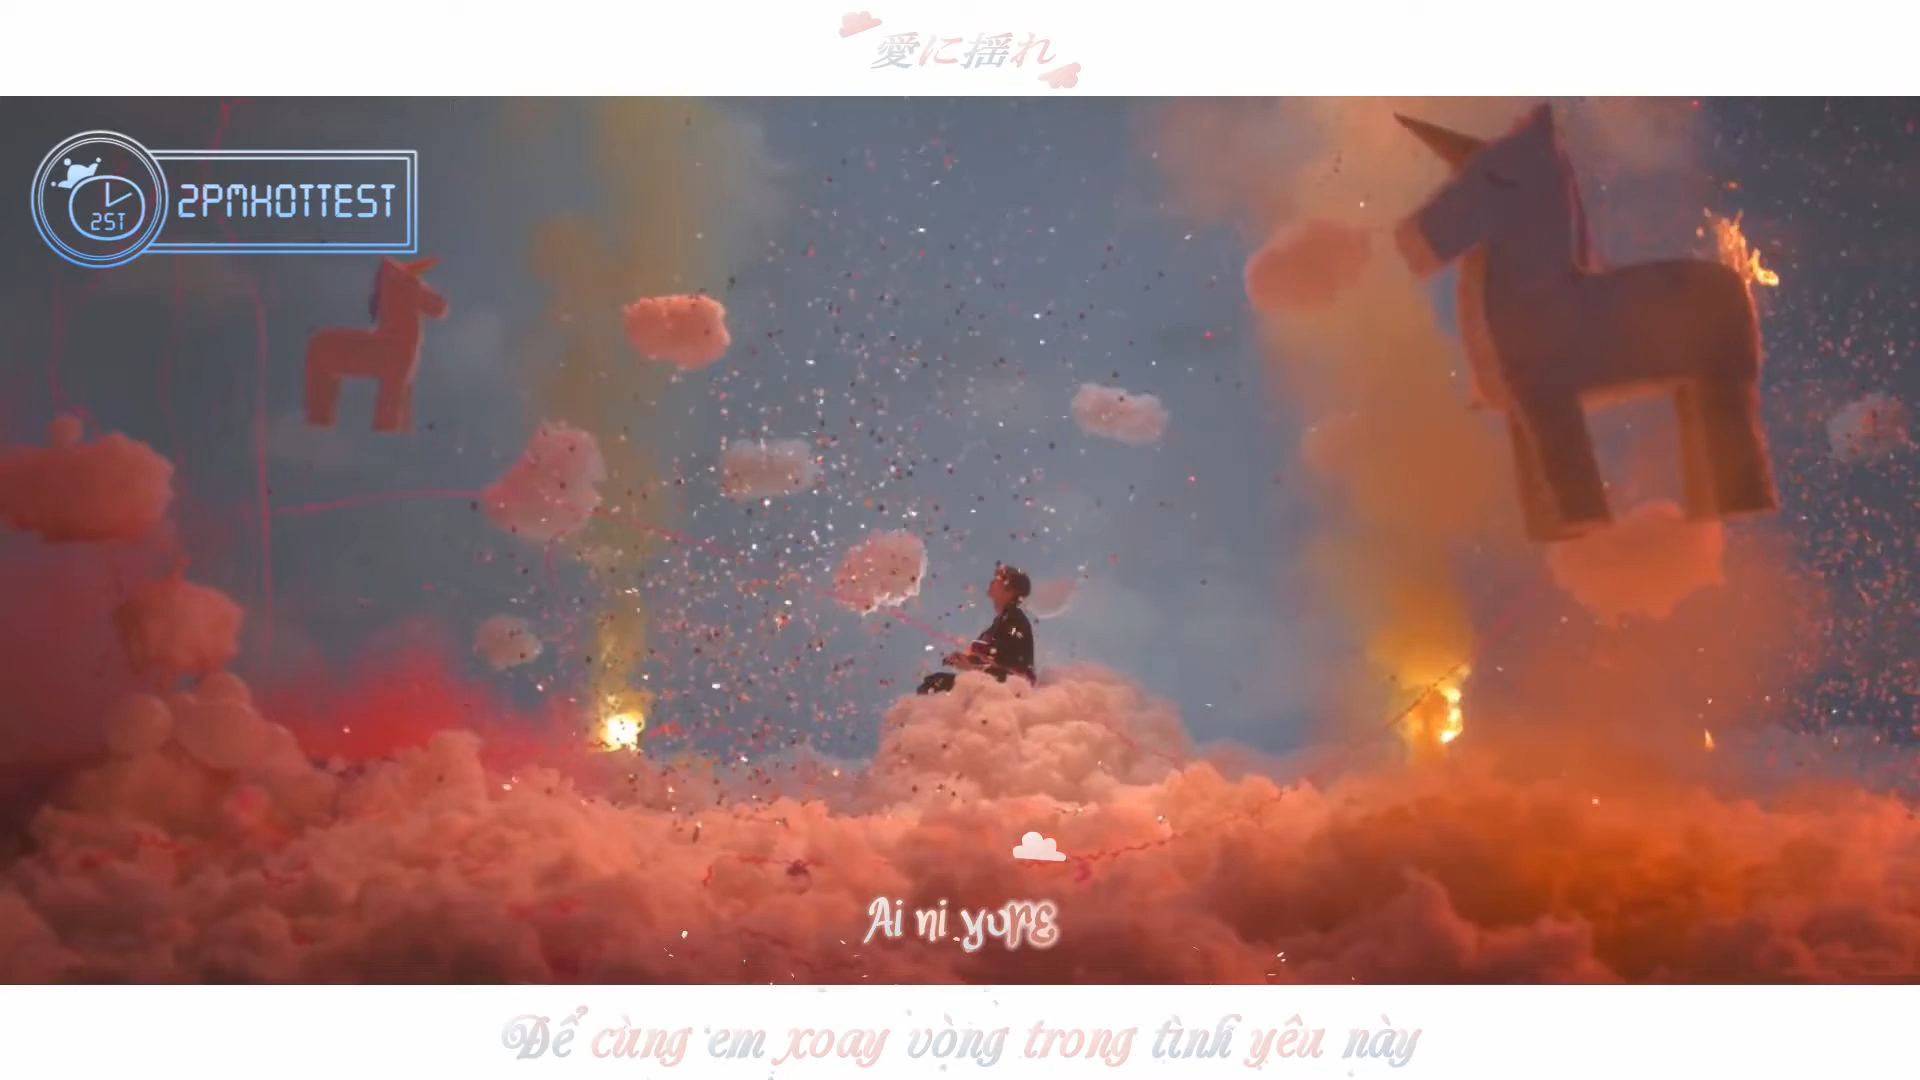 愛に揺れ
2ST
2PMHOTTEST
Ai ni yure
Để cùng em xoay vòng trong tình yêu này